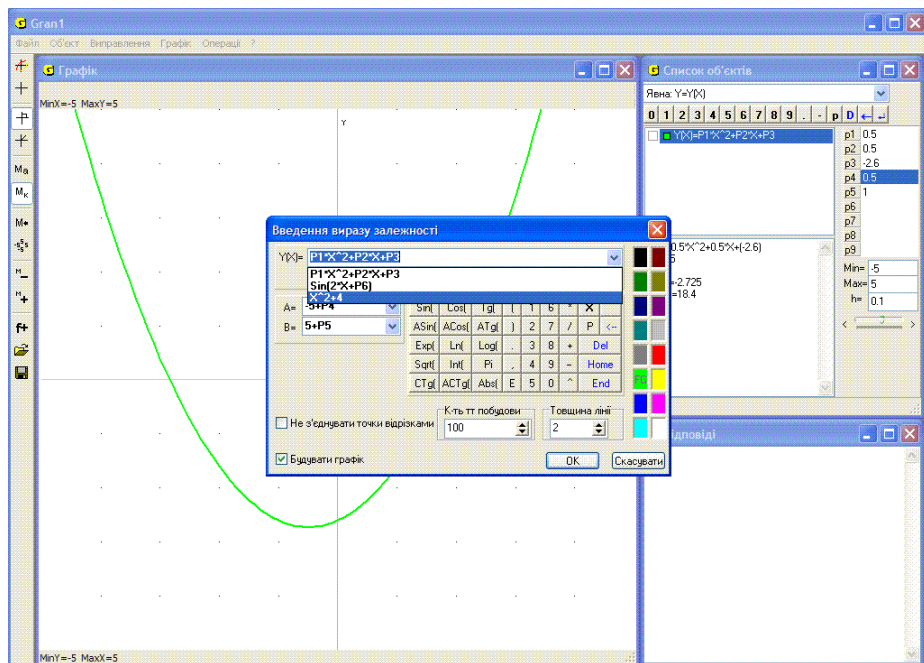 Gran1
Файл Об'єкт Виправлення Графік Операції ?
Графік
MinX=-5 MaxY=5
Y
Ma
Mк
M
M
f+
MinY=-5 MaxX=5
Список об'єктів
Явна: Y=Y(X)
0 1 2 3 4 5 6 7 8 9 . - p D ← ↵
Y(X)=P1*X^2+P2*X+P3
p1 0.5
p2 0.5
p3 -2.6
p4 0.5
p5 1
p6
p7
p8
p9
0.5*X^2+0.5*X+(-2.6)
5
=-2.725
=18.4
Min= -5
Max= 5
h= 0.1
< >
ідповіді
Введення виразу залежності
Y(X)= P1*X^2+P2*X+P3
P1*X^2+P2*X+P3
Sin(2*X+P6)
X^2+4
A= -5+P4
B= 5+P5
Sin( Cos( Tg( ( 1 6 * X
ASin( ACos( ATg( ) 2 7 / P <--
Exp( Ln( Log( . 3 8 + Del
Sqrt( Int( Pi , 4 9 - Home
CTg( ACTg( Abs( E 5 0 ^ End
F6
Не з'єднувати точки відрізками
К-ть тт побудови
100
Товщина лінії
2
Будувати графік
OK
Скасувати